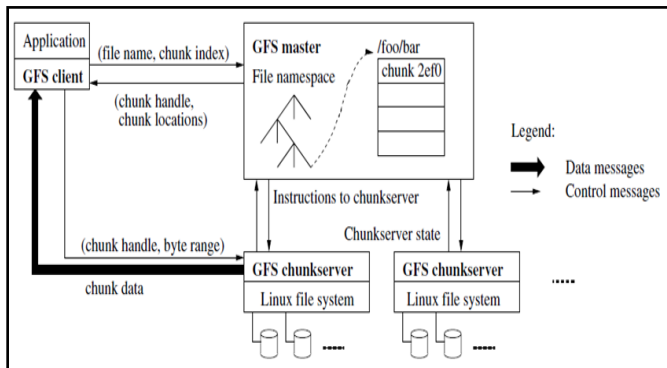 Application
GFS client
(file name, chunk index)
(chunk handle,
chunk locations)
GFS master
File namespace
/foo/bar
chunk 2ef0
Legend:
Data messages
Control messages
Instructions to chunkserver
Chunkserver state
(chunk handle, byte range)
chunk data
GFS chunkserver
Linux file system
GFS chunkserver
Linux file system